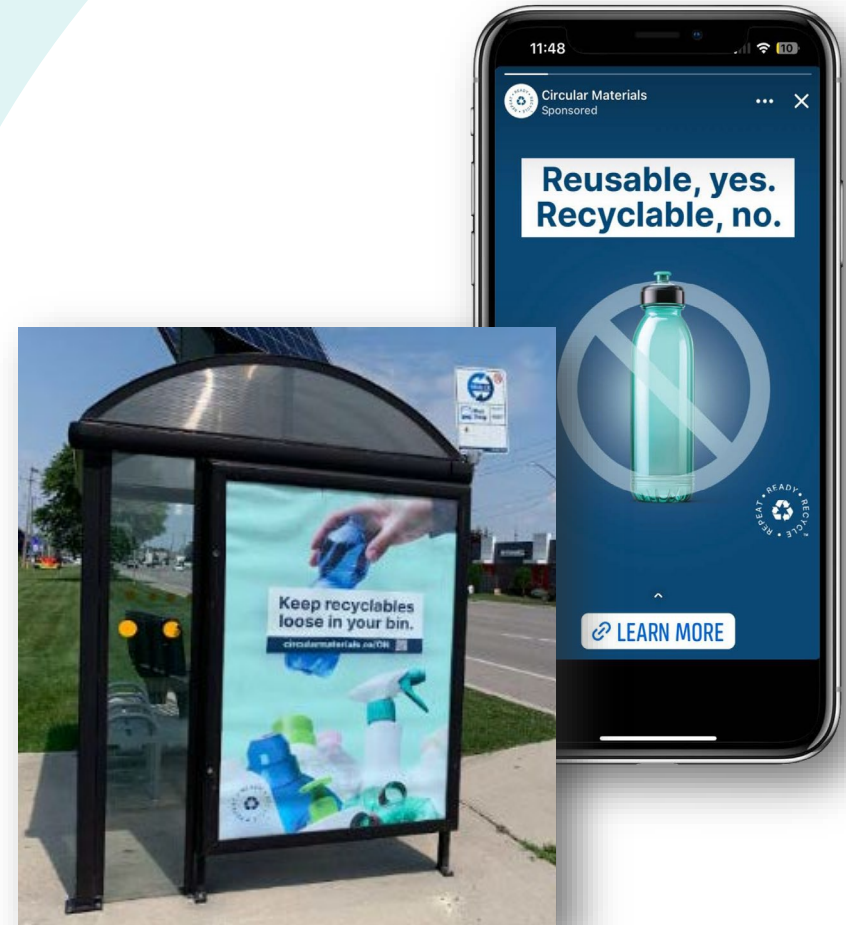 11:48
10
Circular Materials
Sponsored
Reusable, yes.
Recyclable, no.
READY • RECYCLE • REPEAT •
LEARN MORE
Keep recyclables
loose in your bin.
circularmaterials.ca/ON